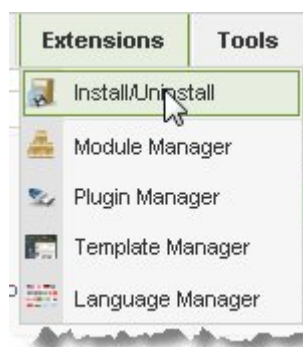 Extensions Tools
Install/Uninstall
Module Manager
Plugin Manager
Template Manager
Language Manager